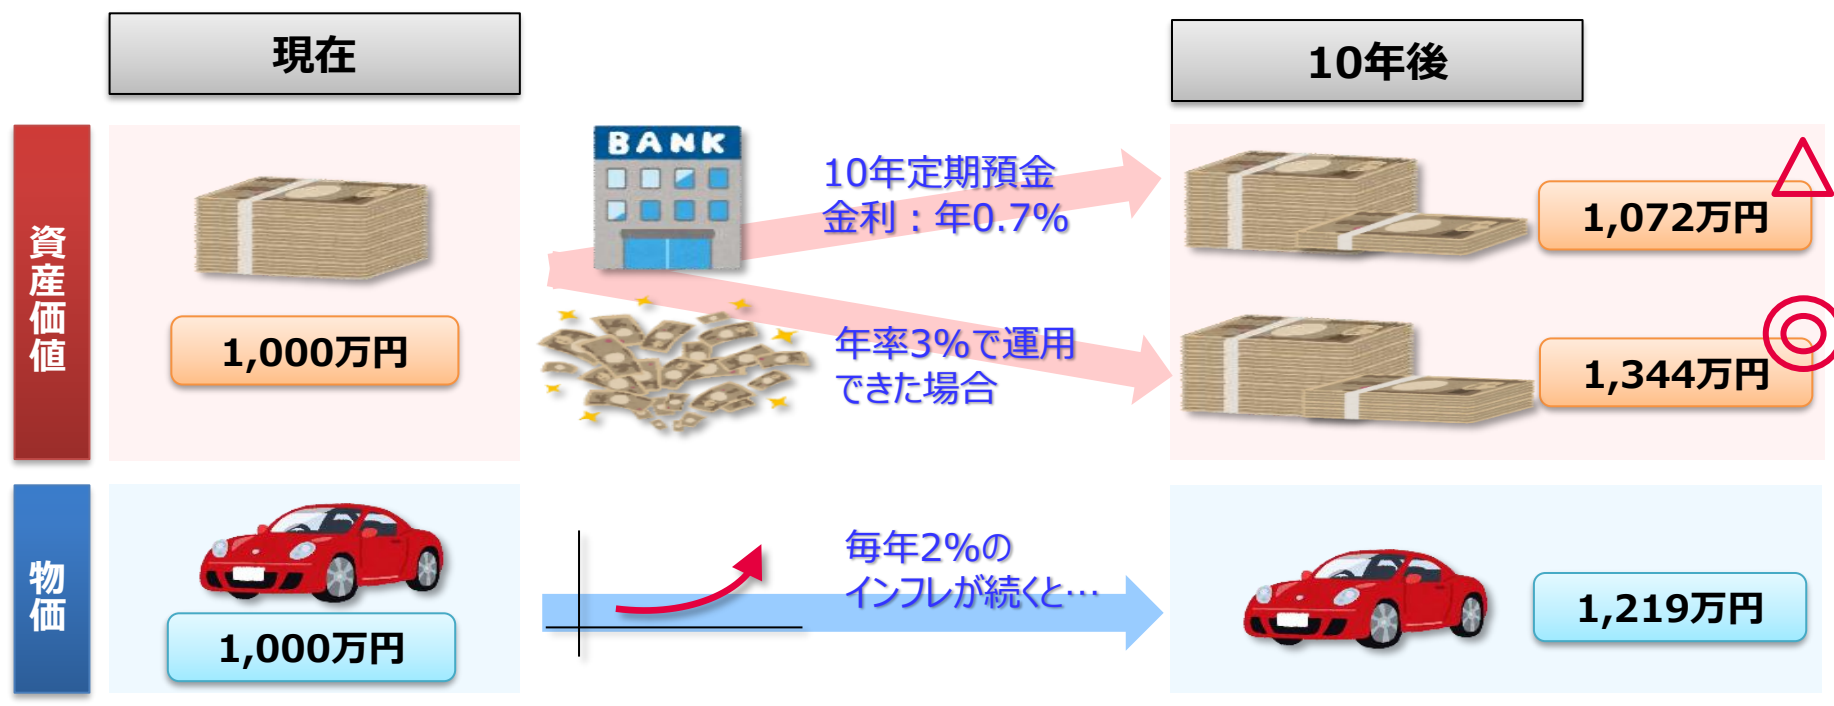 現在
10年後
資産価値
1,000万円
BANK
10年定期預金
金利：年0.7%
1,072万円
年率3%で運用
できた場合
1,344万円
物価
1,000万円
毎年2%の
インフレが続くと…
1,219万円